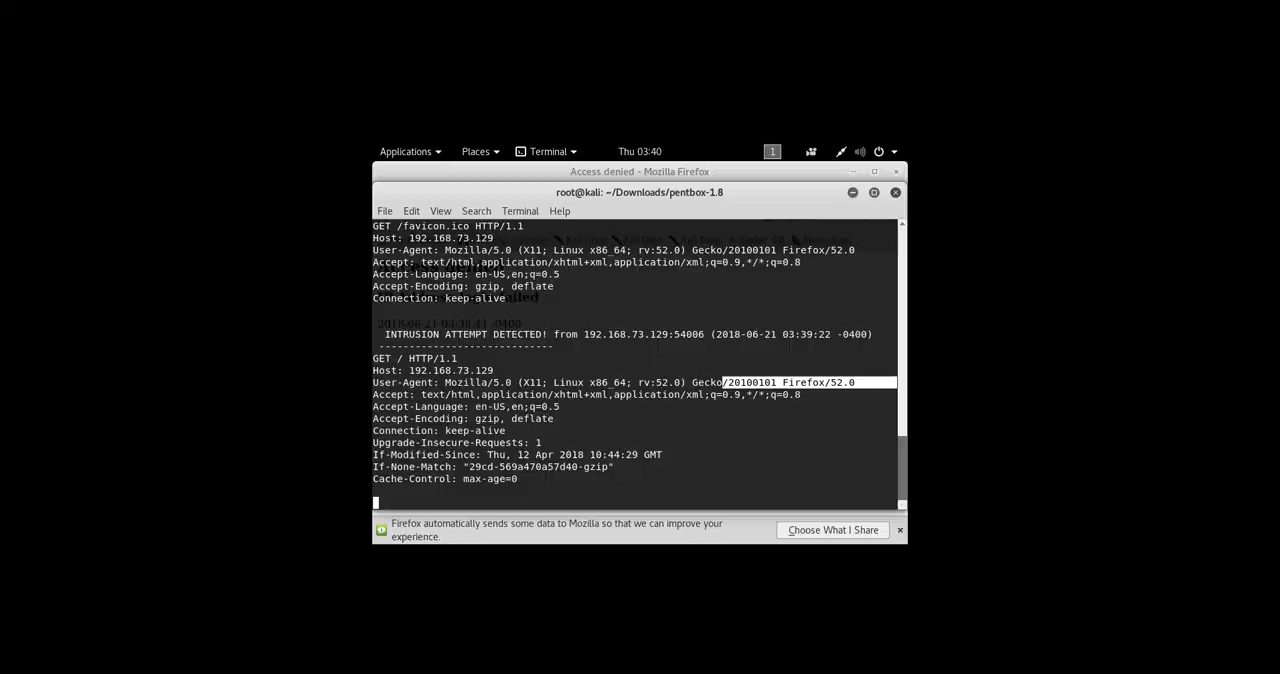 Applications Places Terminal Thu 03:40 1
Access denied - Mozilla Firefox
root@kali: ~/Downloads/pentbox-1.8
File Edit View Search Terminal Help
GET /favicon.ico HTTP/1.1
Host: 192.168.73.129
User-Agent: Mozilla/5.0 (X11; Linux x86_64; rv:52.0) Gecko/20100101 Firefox/52.0
Accept: text/html,application/xhtml+xml,application/xml;q=0.9,*/*;q=0.8
Accept-Language: en-US,en;q=0.5
Accept-Encoding: gzip, deflate
Connection: keep-alive
INTRUSION ATTEMPT DETECTED! from 192.168.73.129:54006 (2018-06-21 03:39:22 -0400)
-----------------------------
GET / HTTP/1.1
Host: 192.168.73.129
User-Agent: Mozilla/5.0 (X11; Linux x86_64; rv:52.0) Gecko/20100101 Firefox/52.0
Accept: text/html,application/xhtml+xml,application/xml;q=0.9,*/*;q=0.8
Accept-Language: en-US,en;q=0.5
Accept-Encoding: gzip, deflate
Connection: keep-alive
Upgrade-Insecure-Requests: 1
If-Modified-Since: Thu, 12 Apr 2018 10:44:29 GMT
If-None-Match: "29cd-569a470a57d40-gzip"
Cache-Control: max-age=0
Firefox automatically sends some data to Mozilla so that we can improve your
experience.
Choose What I Share